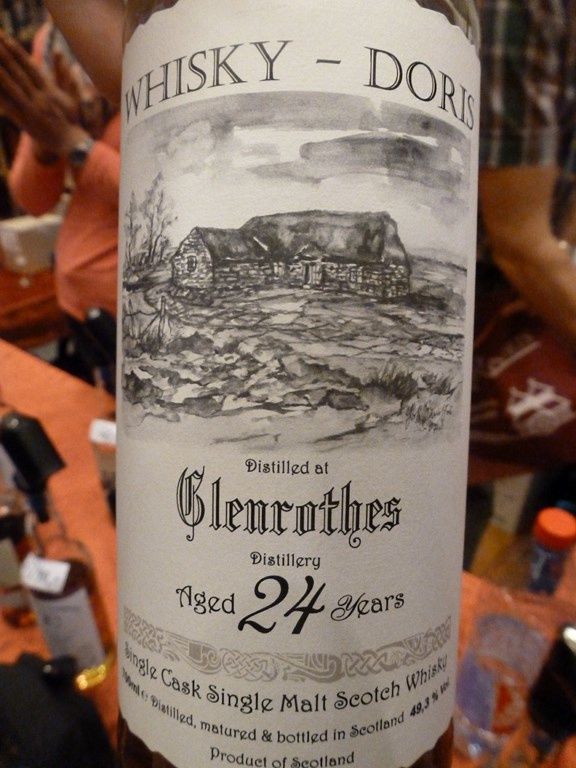 WHISKY - DORIS
Distilled at
Glenrothes
Distillery
Aged 24 Years
Single Cask Single Malt Scotch Whisky
700ml e Distilled, matured & bottled in Scotland 49,3 % vol.
Product of Scotland